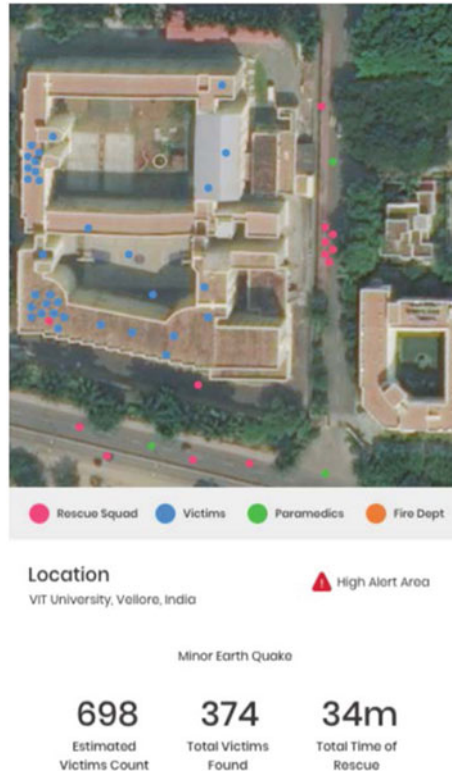 Rescue Squad Victims Paramedics Fire Dept
Location
High Alert Area
VIT University, Vellore, India
Minor Earth Quake
698 374 34m
Estimated Total Victims Total Time of
Victims Count Found Rescue